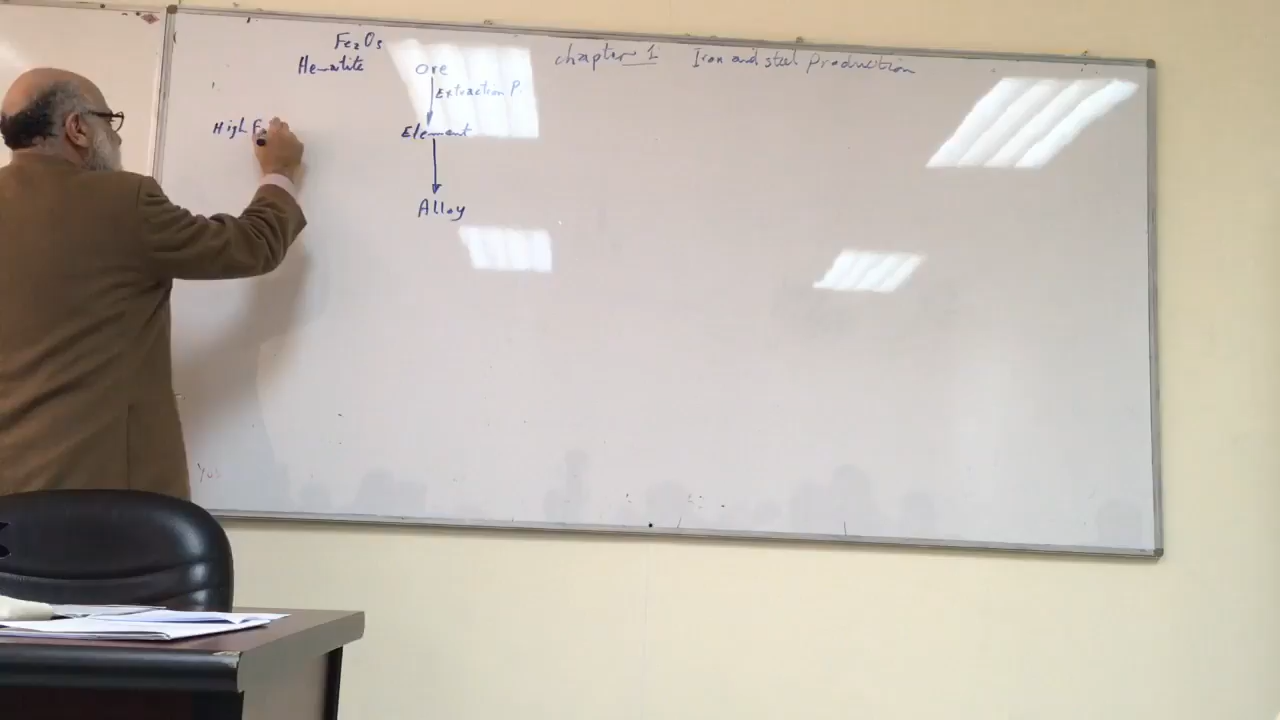 chapter 1 Iron and steel production
Fe₂O₃
Hematite
Ore
Extraction P.
High Fe
Element
Alloy